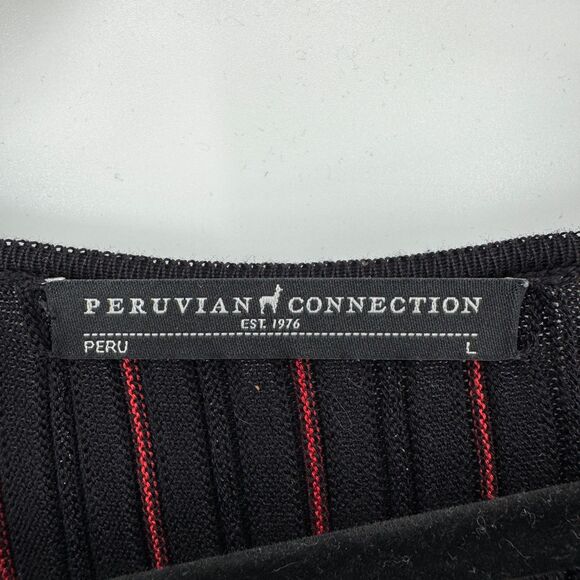 PERUVIAN CONNECTION
EST. 1976
PERU L